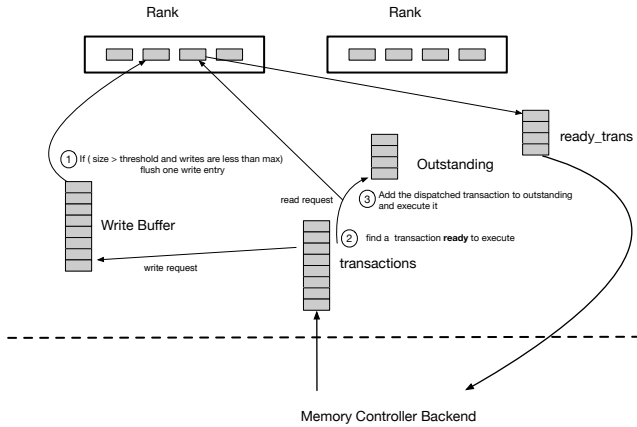 Rank
Rank
ready_trans
1 If ( size > threshold and writes are less than max)
flush one write entry
Outstanding
read request
3 Add the dispatched transaction to outstanding
and execute it
Write Buffer
2 find a transaction ready to execute
write request
transactions
Memory Controller Backend